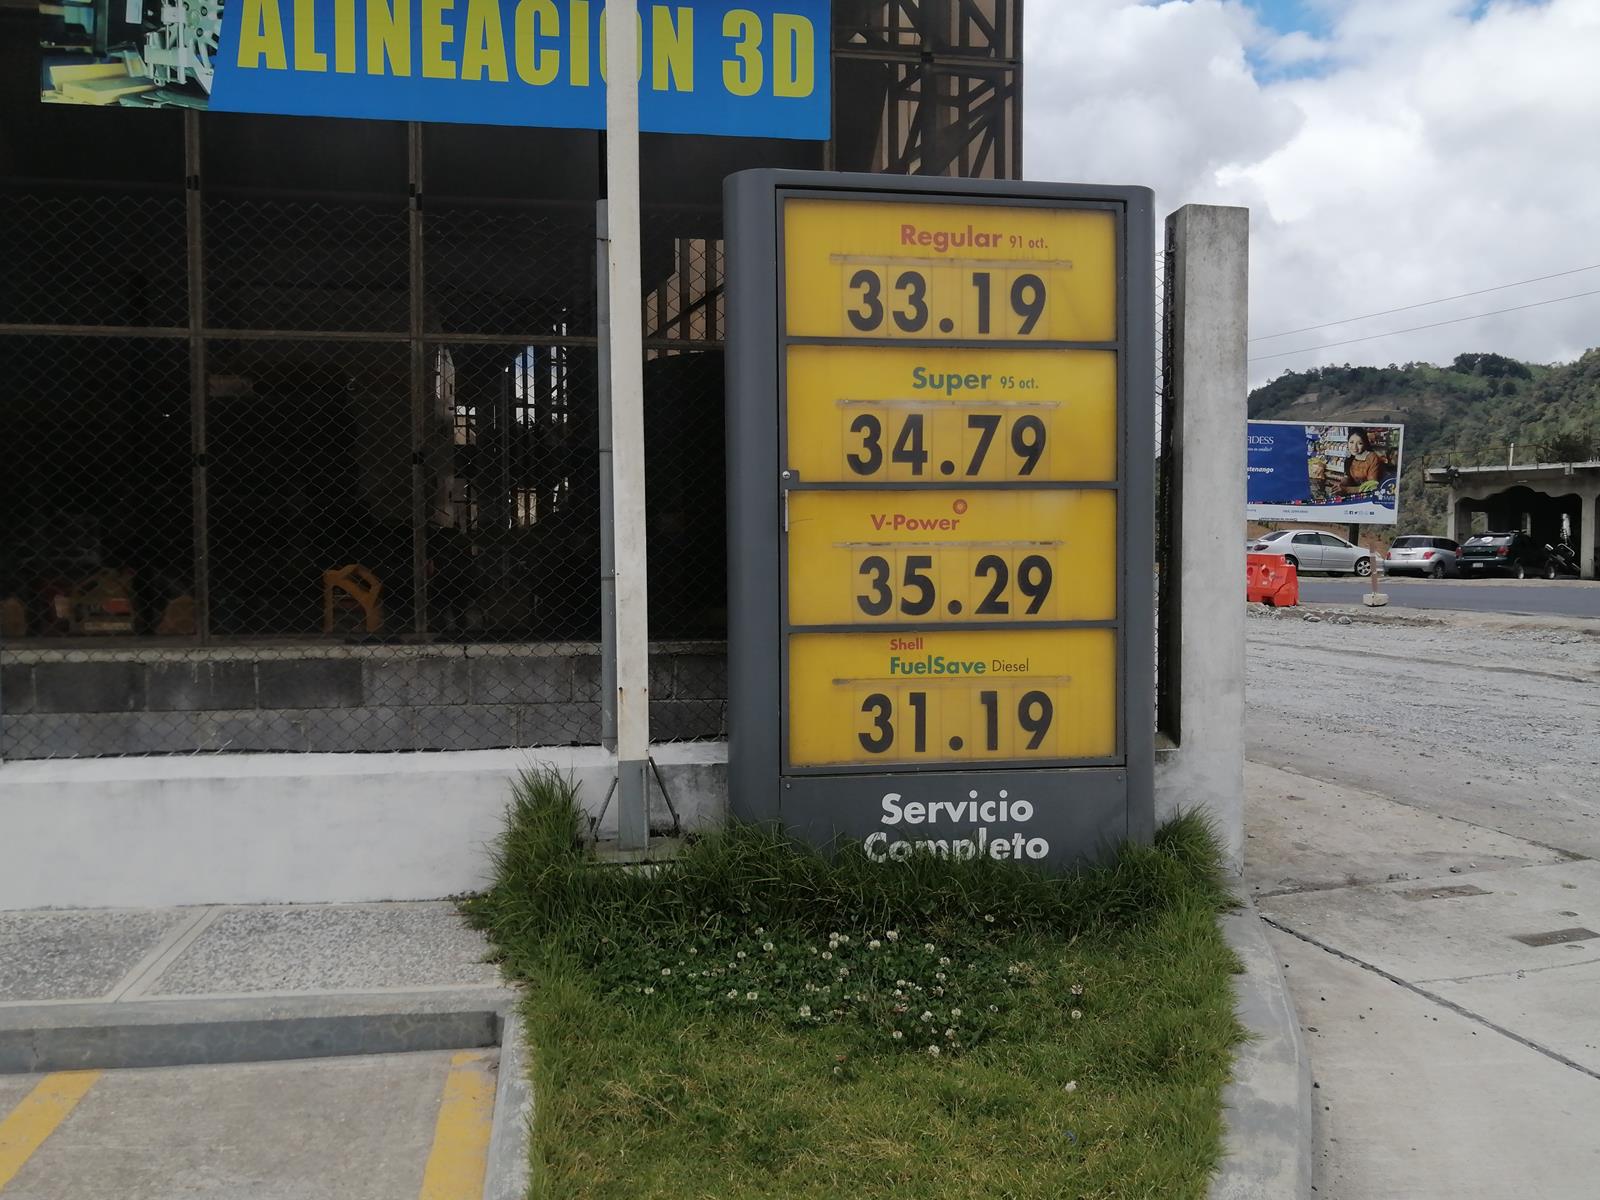 ALINEACION 3D
Regular 91 oct.
33.19
Super 95 oct.
34.79
V-Power
35.29
Shell
FuelSave Diesel
31.19
Servicio
Completo